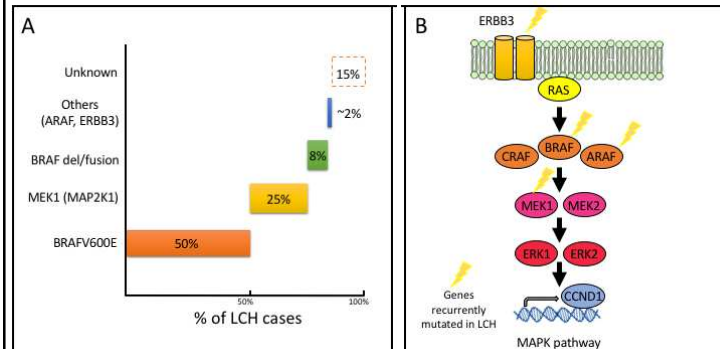 A
Unknown
15%
Others
(ARAF, ERBB3)
~2%
BRAF del/fusion
8%
MEK1 (MAP2K1)
25%
BRAFV600E
50%
50%
100%
% of LCH cases
B
ERBB3
RAS
CRAF
BRAF
ARAF
MEK1
MEK2
ERK1
ERK2
CCND1
Genes
recurrently
mutated in LCH
MAPK pathway